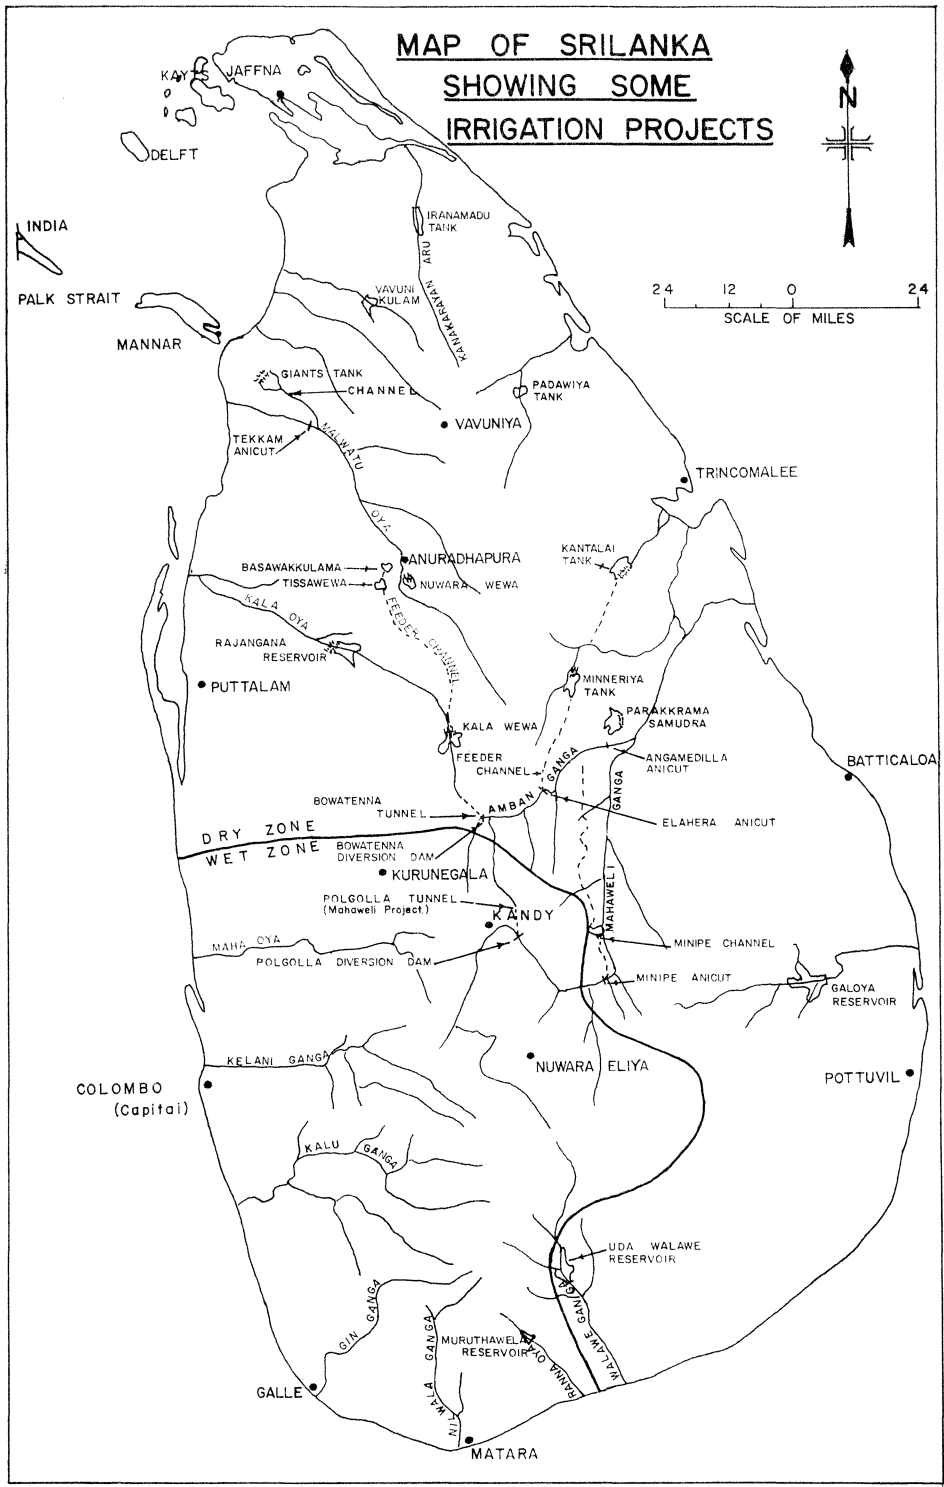 MAP OF SRILANKA
SHOWING SOME
IRRIGATION PROJECTS
KAYTS
JAFFNA
DELFT
N
INDIA
PALK STRAIT
MANNAR
IRANAMADU
TANK
KANAKARAYAN ARU
VAVUNI
KULAM
24 12 0 24
SCALE OF MILES
GIANTS TANK
CHANNEL
PADAWIYA
TANK
VAVUNIYA
TEKKAM
ANICUT
MALWATU
OYA
TRINCOMALEE
ANURADHAPURA
KANTALAI
TANK
BASAWAKKULAMA
TISSAWEWA
NUWARA WEWA
FEEDER CHANNEL
KALA OYA
RAJANGANA
RESERVOIR
PUTTALAM
MINNERIYA
TANK
PARAKKRAMA
SAMUDRA
KALA WEWA
FEEDER
CHANNEL
AMBAN GANGA
ANGAMEDILLA
ANICUT
BATTICALOA
BOWATENNA
TUNNEL
ELAHERA ANICUT
MAHAWELI GANGA
DRY ZONE
WET ZONE
BOWATENNA
DIVERSION DAM
KURUNEGALA
POLGOLLA TUNNEL
(Mahaweli Project.)
KANDY
MAHA OYA
POLGOLLA DIVERSION DAM
MINIPE CHANNEL
MINIPE ANICUT
GALOYA
RESERVOIR
KELANI GANGA
NUWARA ELIYA
POTTUVIL
COLOMBO
(Capital)
KALU GANGA
UDA WALAWE
RESERVOIR
GIN GANGA
NILWALA GANGA
MURUTHAWELA
RESERVOIR
RANNA OYA
WALAWE GANGA
GALLE
MATARA